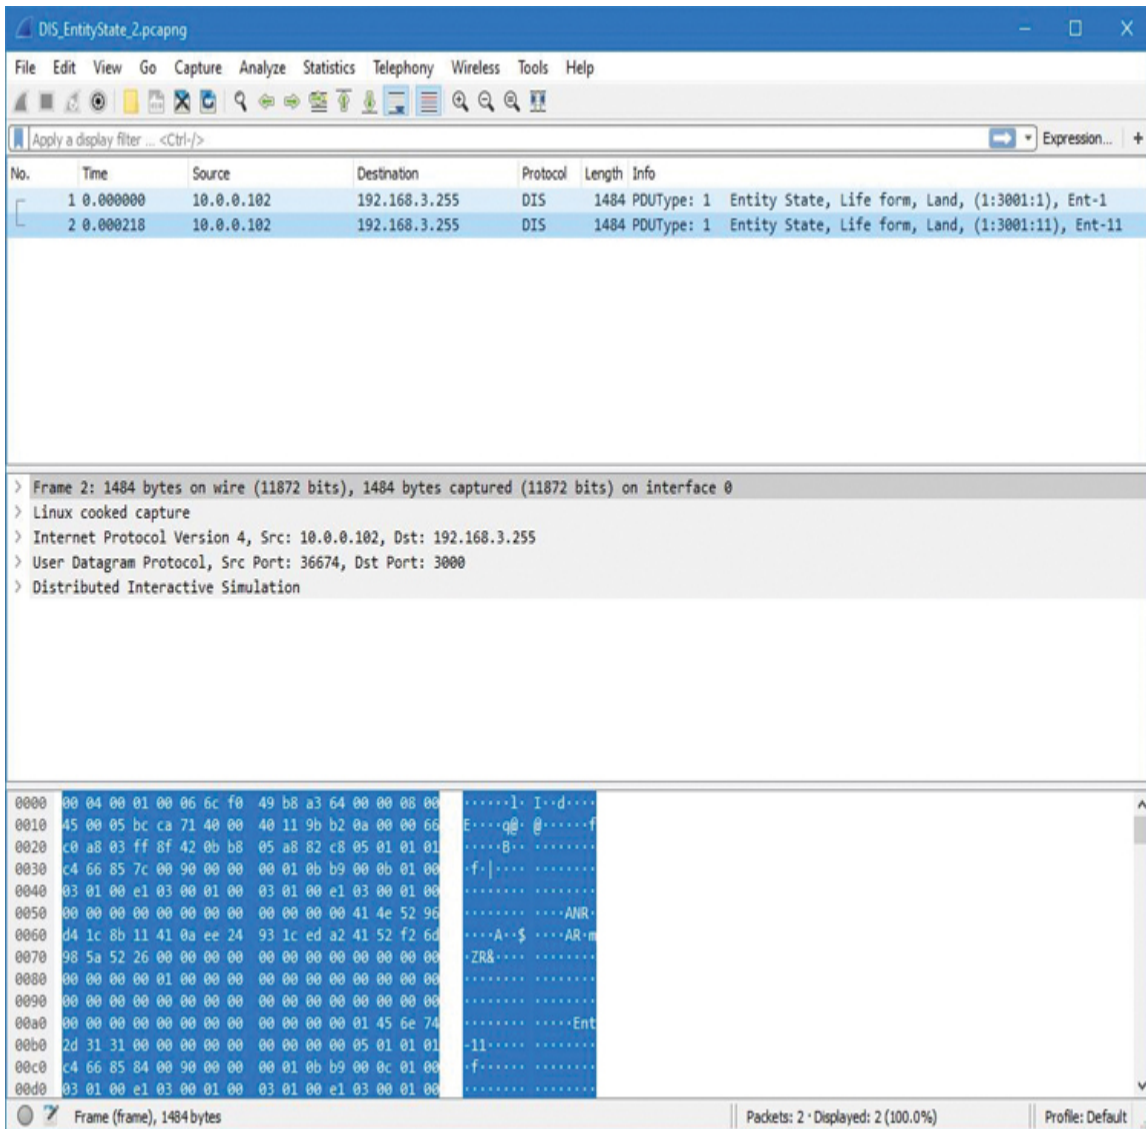 DIS_EntityState_2.pcapng
File Edit View Go Capture Analyze Statistics Telephony Wireless Tools Help
Apply a display filter ... <Ctrl-/> Expression... +
No. Time Source Destination Protocol Length Info
1 0.000000 10.0.0.102 192.168.3.255 DIS 1484 PDUType: 1 Entity State, Life form, Land, (1:3001:1), Ent-1
2 0.000218 10.0.0.102 192.168.3.255 DIS 1484 PDUType: 1 Entity State, Life form, Land, (1:3001:11), Ent-11
> Frame 2: 1484 bytes on wire (11872 bits), 1484 bytes captured (11872 bits) on interface 0
> Linux cooked capture
> Internet Protocol Version 4, Src: 10.0.0.102, Dst: 192.168.3.255
> User Datagram Protocol, Src Port: 36674, Dst Port: 3000
> Distributed Interactive Simulation
0000 00 04 00 01 00 06 6c f0 49 b8 a3 64 00 00 08 00 ······l· I··d····
0010 45 00 05 bc ca 71 40 00 40 11 9b b2 0a 00 00 66 E····q@· @······f
0020 c0 a8 03 ff 8f 42 0b b8 05 a8 82 c8 05 01 01 01 ·····B·· ········
0030 c4 66 85 7c 00 90 00 00 00 01 0b b9 00 0b 01 00 ·f·|···· ········
0040 03 01 00 e1 03 00 01 00 03 01 00 e1 03 00 01 00 ········ ········
0050 00 00 00 00 00 00 00 00 00 00 00 00 41 4e 52 96 ········ ····ANR·
0060 d4 1c 8b 11 41 0a ee 24 93 1c ed a2 41 52 f2 6d ····A··$ ····AR·m
0070 98 5a 52 26 00 00 00 00 00 00 00 00 00 00 00 00 ·ZR&···· ········
0080 00 00 00 00 01 00 00 00 00 00 00 00 00 00 00 00 ········ ········
0090 00 00 00 00 00 00 00 00 00 00 00 00 00 00 00 00 ········ ········
00a0 00 00 00 00 00 00 00 00 00 00 00 00 01 45 6e 74 ········ ·····Ent
00b0 2d 31 31 00 00 00 00 00 00 00 00 00 05 01 01 01 -11····· ········
00c0 c4 66 85 84 00 90 00 00 00 01 0b b9 00 0c 01 00 ·f······ ········
00d0 03 01 00 e1 03 00 01 00 03 01 00 e1 03 00 01 00 ········ ········
Frame (frame), 1484 bytes Packets: 2 · Displayed: 2 (100.0%) Profile: Default